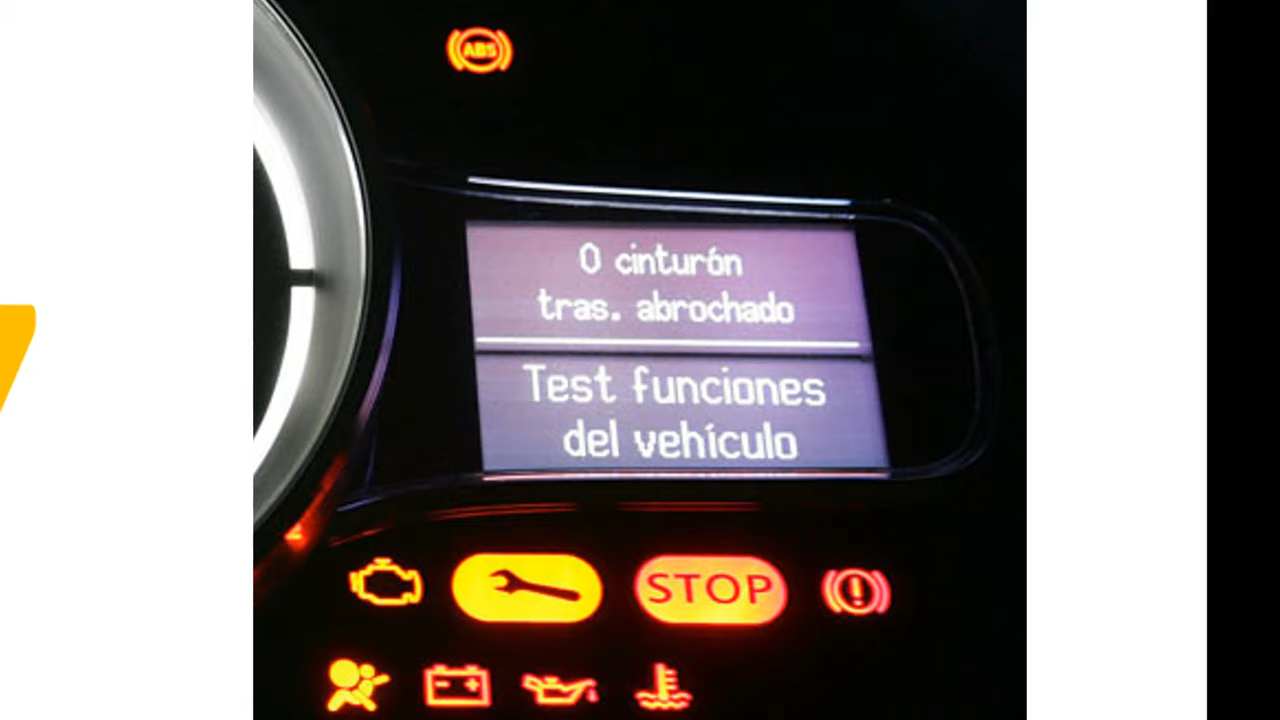 ABS
0 cinturón
tras. abrochado
Test funciones
del vehículo
STOP